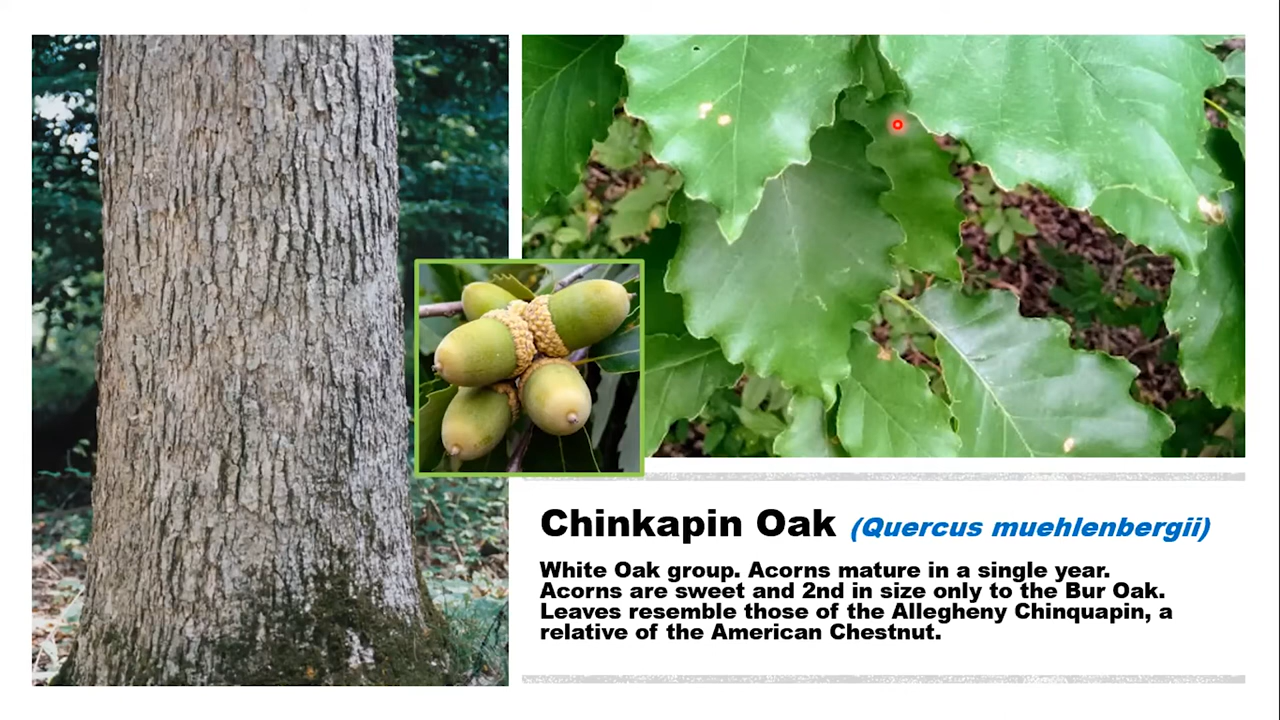 Chinkapin Oak (Quercus muehlenbergii)
White Oak group. Acorns mature in a single year.
Acorns are sweet and 2nd in size only to the Bur Oak.
Leaves resemble those of the Allegheny Chinquapin, a
relative of the American Chestnut.